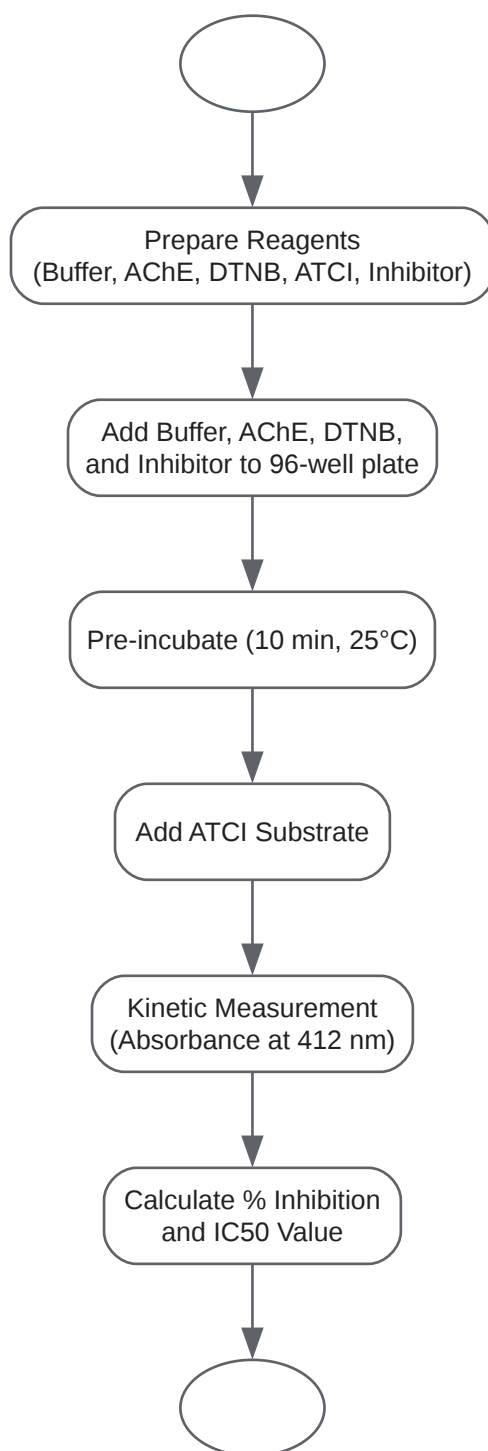 Prepare Reagents
(Buffer, AChE, DTNB, ATCI, Inhibitor)
Add Buffer, AChE, DTNB,
and Inhibitor to 96-well plate
Pre-incubate (10 min, 25°C)
Add ATCI Substrate
Kinetic Measurement
(Absorbance at 412 nm)
Calculate % Inhibition
and IC50 Value